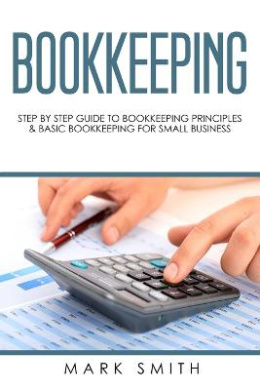 BOOKKEEPING
STEP BY STEP GUIDE TO BOOKKEEPING PRINCIPLES
& BASIC BOOKKEEPING FOR SMALL BUSINESS
MARK SMITH